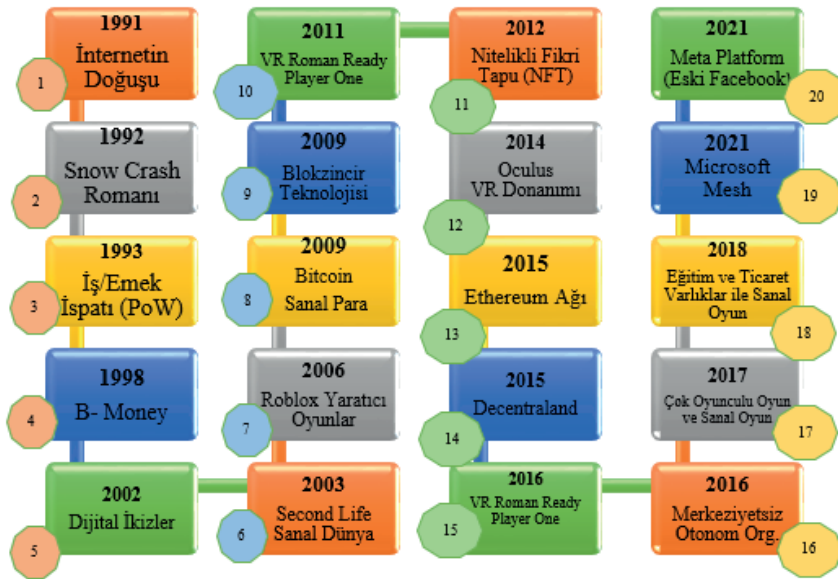 1991
İnternetin
Doğuşu
1
1992
Snow Crash
Romanı
2
1993
İş/Emek
İspatı (PoW)
3
1998
B- Money
4
2002
Dijital İkizler
5
2003
Second Life
Sanal Dünya
6
2006
Roblox Yaratıcı
Oyunlar
7
2009
Bitcoin
Sanal Para
8
2009
Blokzincir
Teknolojisi
9
2011
VR Roman Ready
Player One
10
2012
Nitelikli Fikri
Tapu (NFT)
11
2014
Oculus
VR Donanımı
12
2015
Ethereum Ağı
13
2015
Decentraland
14
2016
VR Roman Ready
Player One
15
2016
Merkeziyetsiz
Otonom Org.
16
2017
Çok Oyunculu Oyun
ve Sanal Oyun
17
2018
Eğitim ve Ticaret
Varlıklar ile Sanal
Oyun
18
2021
Microsoft
Mesh
19
2021
Meta Platform
(Eski Facebook)
20